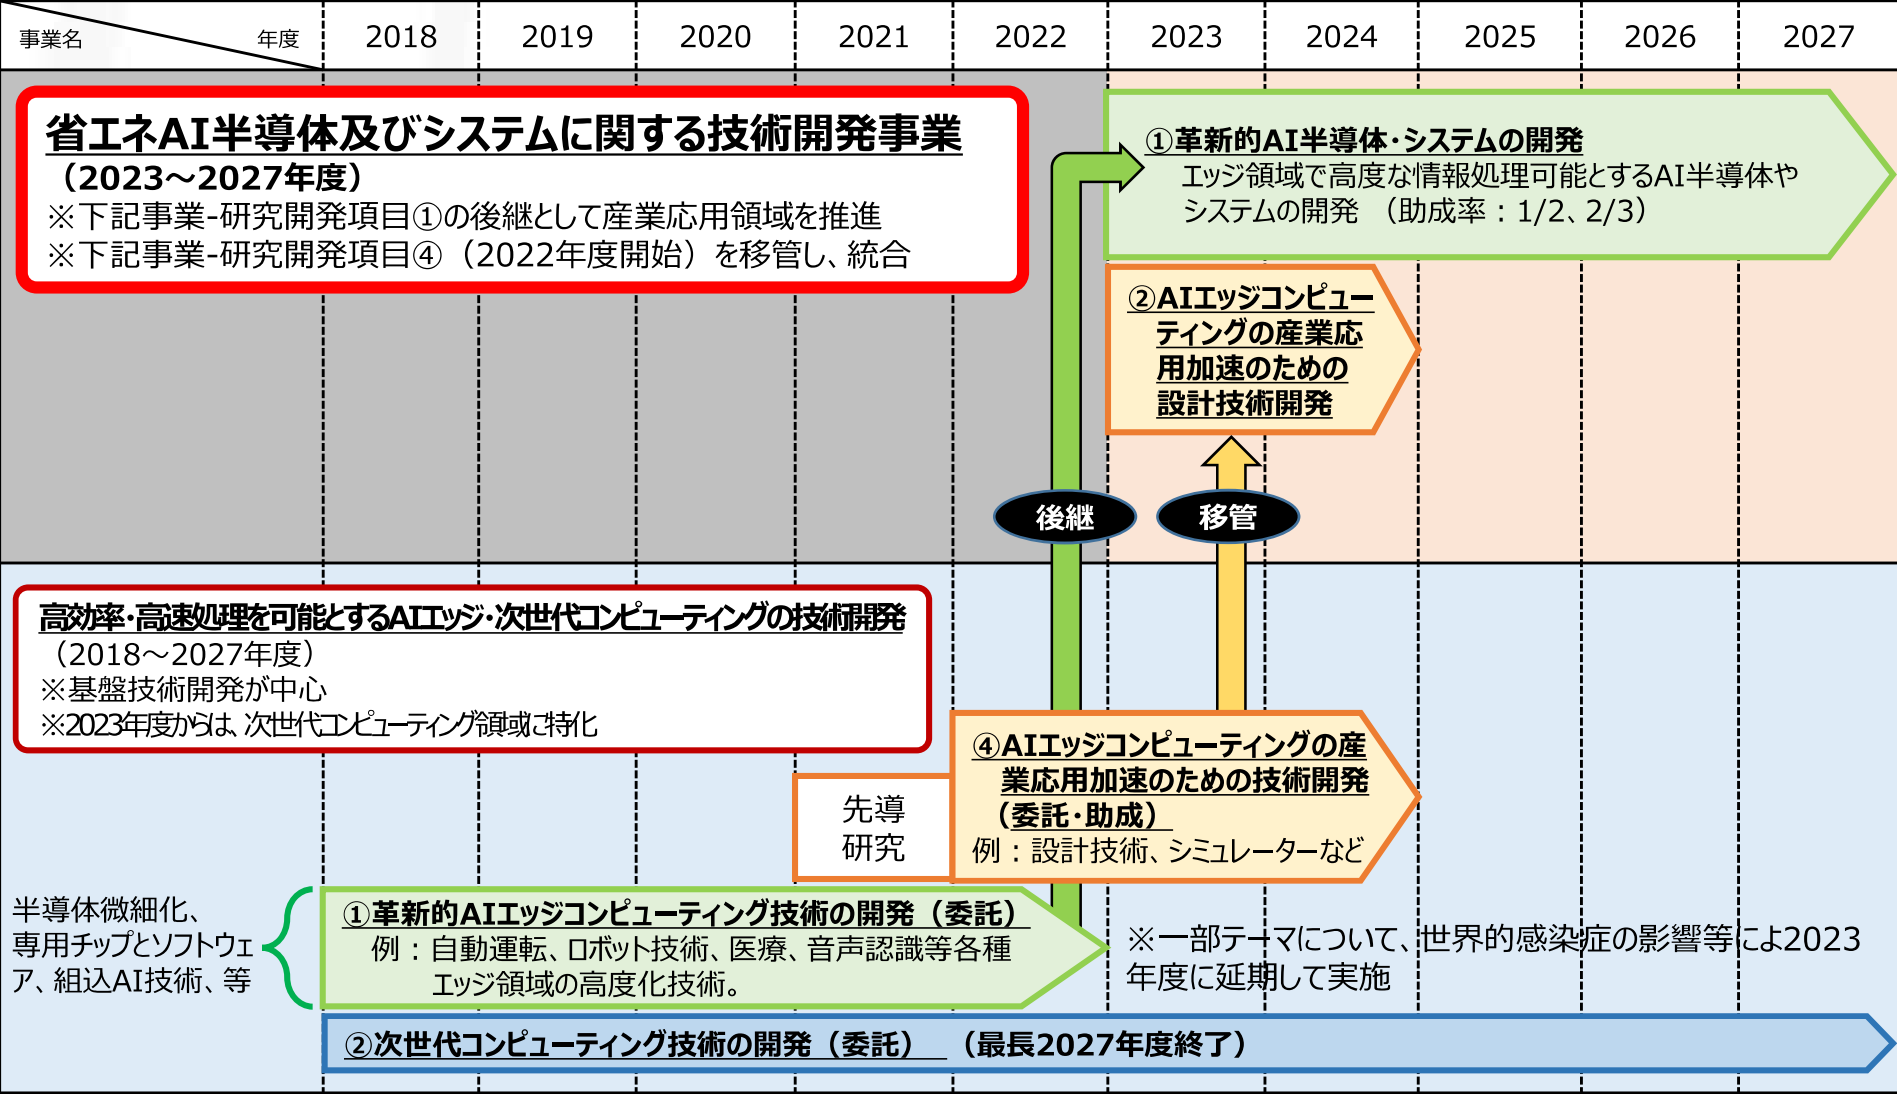 事業名 年度 2018 2019 2020 2021 2022 2023 2024 2025 2026 2027
省エネAI半導体及びシステムに関する技術開発事業
（2023～2027年度）
※下記事業-研究開発項目①の後継として産業応用領域を推進
※下記事業-研究開発項目④（2022年度開始）を移管し、統合
①革新的AI半導体・システムの開発
エッジ領域で高度な情報処理可能とするAI半導体や
システムの開発　（助成率：1/2、2/3）
②AIエッジコンピュー
ティングの産業応
用加速のための
設計技術開発
後継
移管
高効率・高速処理を可能とするAIエッジ・次世代コンピューティングの技術開発
（2018～2027年度）
※基盤技術開発が中心
※2023年度からは、次世代コンピューティング領域に特化
先導
研究
④AIエッジコンピューティングの産
業応用加速のための技術開発
（委託・助成）
例：設計技術、シミュレーターなど
半導体微細化、
専用チップとソフトウェ
ア、組込AI技術、等
①革新的AIエッジコンピューティング技術の開発（委託）
例：自動運転、ロボット技術、医療、音声認識等各種
エッジ領域の高度化技術。
※一部テーマについて、世界的感染症の影響等によ2023
年度に延期して実施
②次世代コンピューティング技術の開発（委託）　（最長2027年度終了）